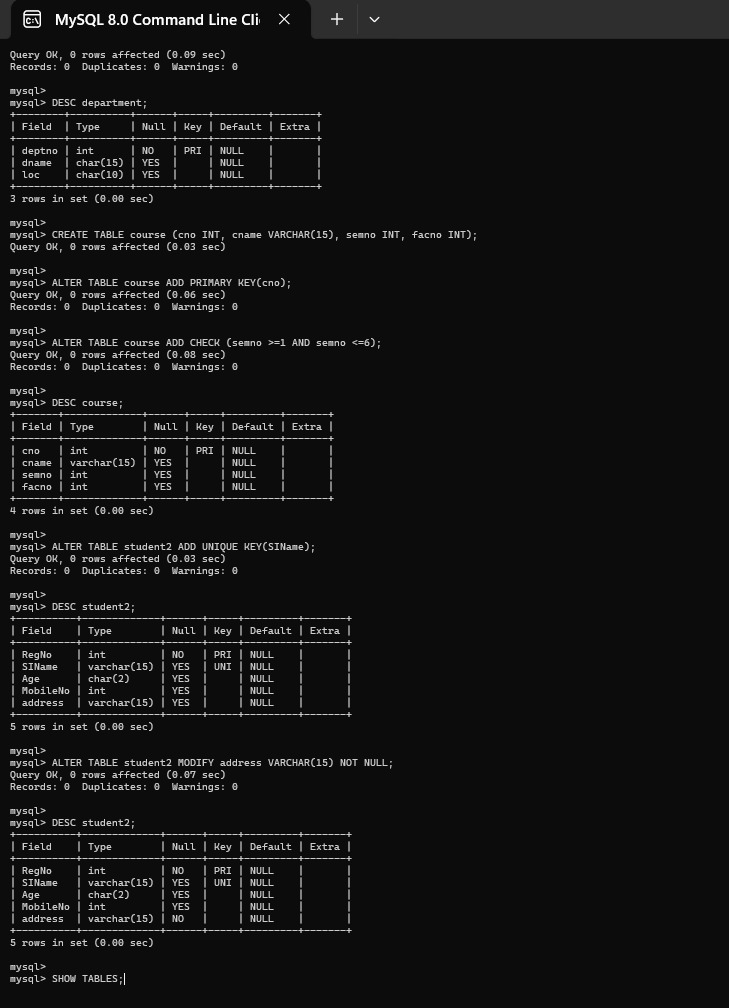 MySQL 8.0 Command Line Cli
Query OK, 0 rows affected (0.09 sec)
Records: 0  Duplicates: 0  Warnings: 0
mysql>
mysql> DESC department;
+--------+----------+------+-----+---------+-------+
| Field  | Type     | Null | Key | Default | Extra |
+--------+----------+------+-----+---------+-------+
| deptno | int      | NO   | PRI | NULL    |       |
| dname  | char(15) | YES  |     | NULL    |       |
| loc    | char(10) | YES  |     | NULL    |       |
+--------+----------+------+-----+---------+-------+
3 rows in set (0.00 sec)
mysql>
mysql> CREATE TABLE course (cno INT, cname VARCHAR(15), semno INT, facno INT);
Query OK, 0 rows affected (0.03 sec)
mysql>
mysql> ALTER TABLE course ADD PRIMARY KEY(cno);
Query OK, 0 rows affected (0.06 sec)
Records: 0  Duplicates: 0  Warnings: 0
mysql>
mysql> ALTER TABLE course ADD CHECK (semno >=1 AND semno <=6);
Query OK, 0 rows affected (0.08 sec)
Records: 0  Duplicates: 0  Warnings: 0
mysql>
mysql> DESC course;
+-------+-------------+------+-----+---------+-------+
| Field | Type        | Null | Key | Default | Extra |
+-------+-------------+------+-----+---------+-------+
| cno   | int         | NO   | PRI | NULL    |       |
| cname | varchar(15) | YES  |     | NULL    |       |
| semno | int         | YES  |     | NULL    |       |
| facno | int         | YES  |     | NULL    |       |
+-------+-------------+------+-----+---------+-------+
4 rows in set (0.00 sec)
mysql>
mysql> ALTER TABLE student2 ADD UNIQUE KEY(SIName);
Query OK, 0 rows affected (0.03 sec)
Records: 0  Duplicates: 0  Warnings: 0
mysql>
mysql> DESC student2;
+----------+-------------+------+-----+---------+-------+
| Field    | Type        | Null | Key | Default | Extra |
+----------+-------------+------+-----+---------+-------+
| RegNo    | int         | NO   | PRI | NULL    |       |
| SIName   | varchar(15) | YES  | UNI | NULL    |       |
| Age      | char(2)     | YES  |     | NULL    |       |
| MobileNo | int         | YES  |     | NULL    |       |
| address  | varchar(15) | YES  |     | NULL    |       |
+----------+-------------+------+-----+---------+-------+
5 rows in set (0.00 sec)
mysql>
mysql> ALTER TABLE student2 MODIFY address VARCHAR(15) NOT NULL;
Query OK, 0 rows affected (0.07 sec)
Records: 0  Duplicates: 0  Warnings: 0
mysql>
mysql> DESC student2;
+----------+-------------+------+-----+---------+-------+
| Field    | Type        | Null | Key | Default | Extra |
+----------+-------------+------+-----+---------+-------+
| RegNo    | int         | NO   | PRI | NULL    |       |
| SIName   | varchar(15) | YES  | UNI | NULL    |       |
| Age      | char(2)     | YES  |     | NULL    |       |
| MobileNo | int         | YES  |     | NULL    |       |
| address  | varchar(15) | NO   |     | NULL    |       |
+----------+-------------+------+-----+---------+-------+
5 rows in set (0.00 sec)
mysql>
mysql> SHOW TABLES;